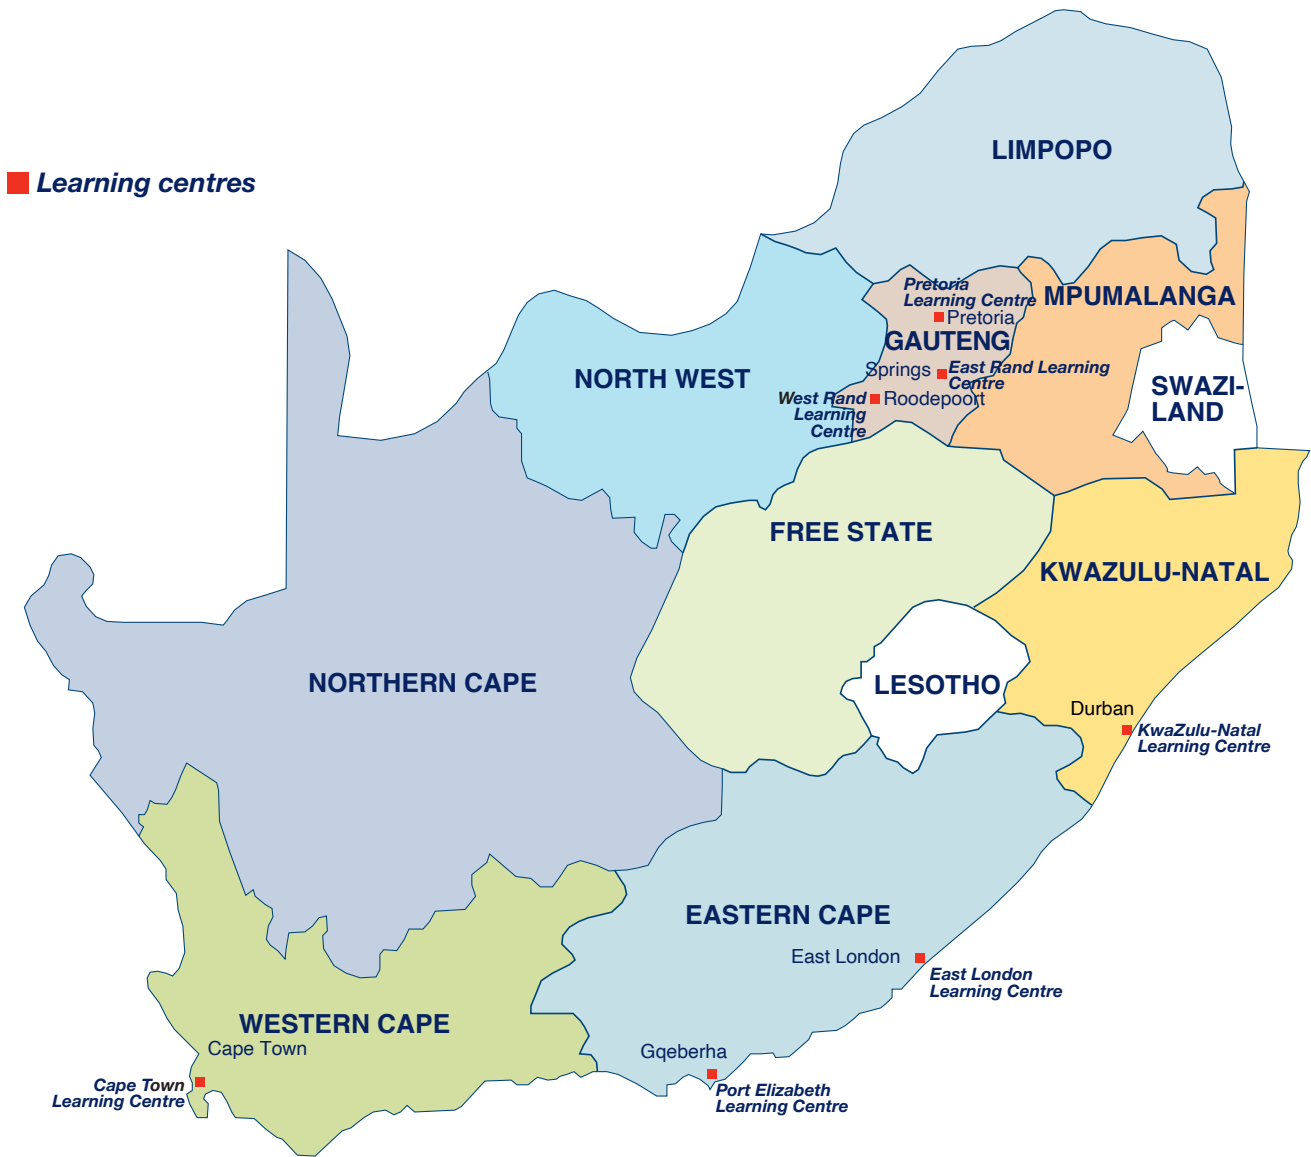 LIMPOPO
Learning centres
Pretoria
Learning Centre
MPUMALANGA
Pretoria
GAUTENG
Springs
East Rand Learning
Centre
NORTH WEST
SWAZI-
LAND
West Rand
Learning
Centre
Roodepoort
FREE STATE
KWAZULU-NATAL
NORTHERN CAPE
LESOTHO
Durban
KwaZulu-Natal
Learning Centre
EASTERN CAPE
East London
East London
Learning Centre
WESTERN CAPE
Cape Town
Gqeberha
Cape Town
Learning Centre
Port Elizabeth
Learning Centre